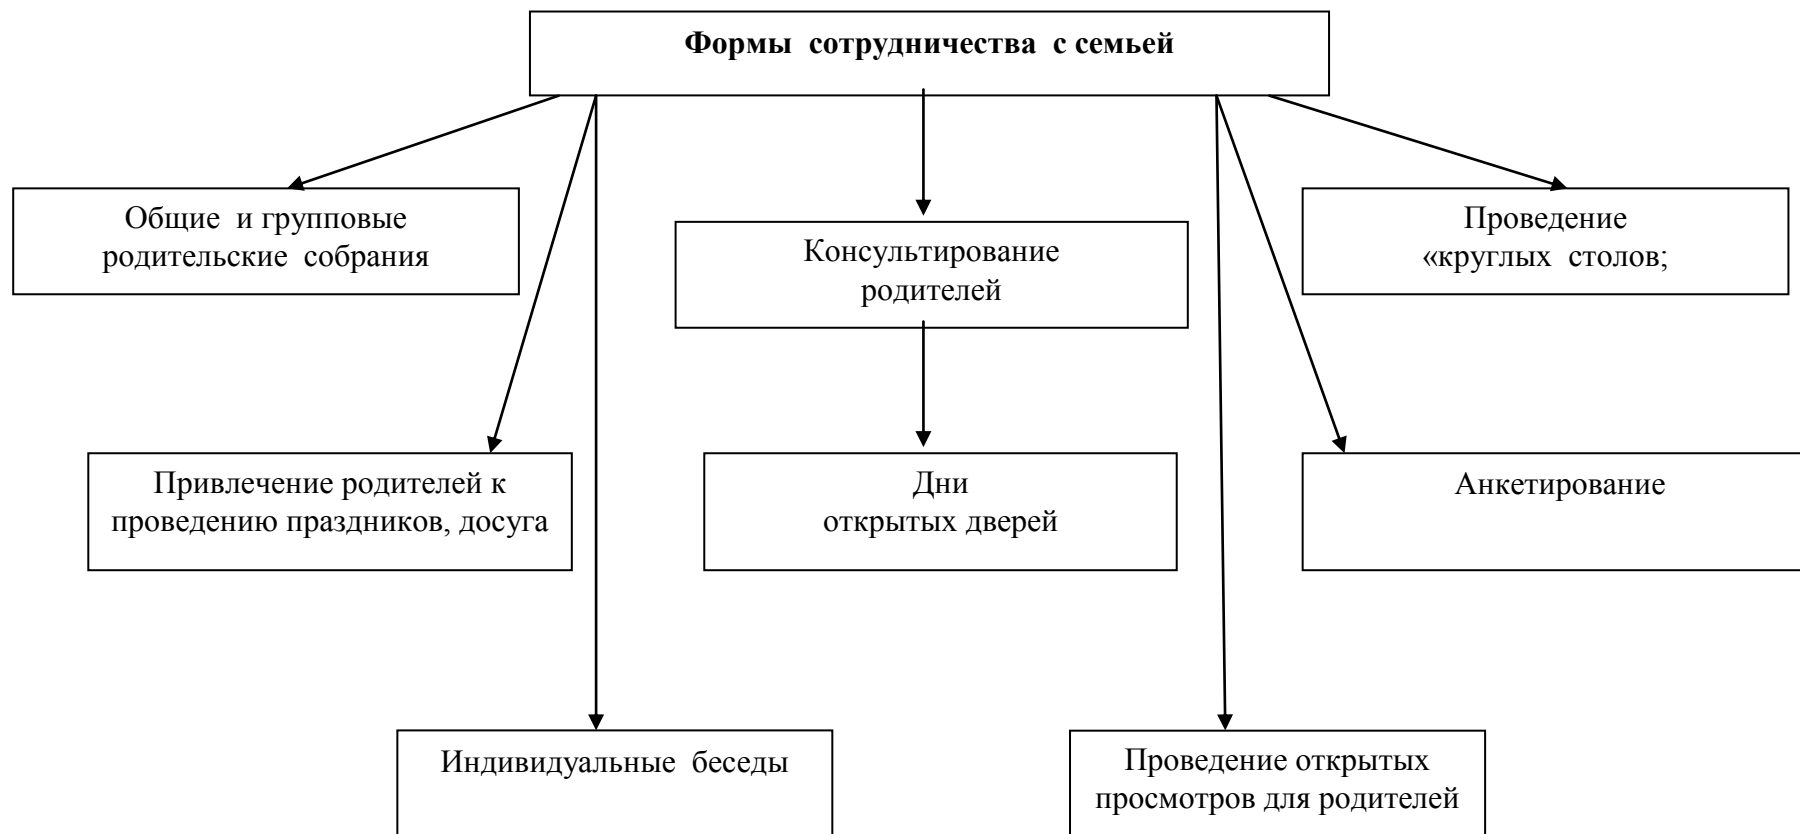 Формы сотрудничества с семьей
Общие и групповые
родительские собрания
Консультирование
родителей
Проведение
«круглых столов;
Привлечение родителей к
проведению праздников, досуга
Дни
открытых дверей
Анкетирование
Индивидуальные беседы
Проведение открытых
просмотров для родителей